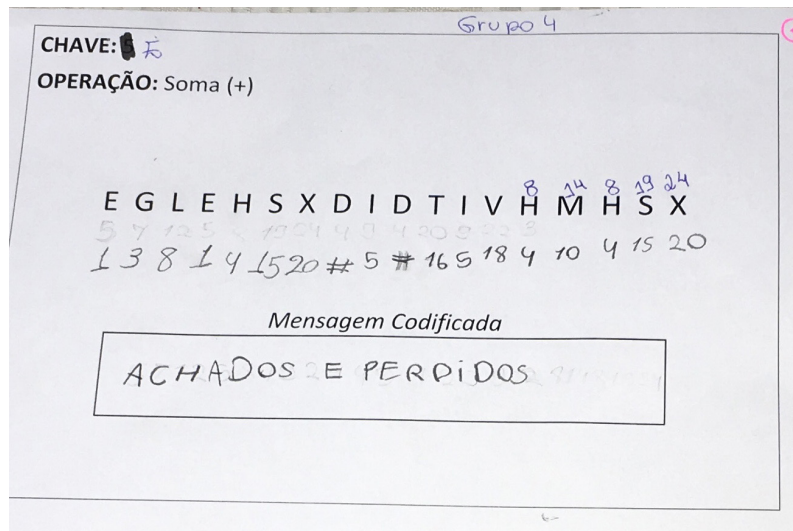 Grupo 4
CHAVE:
OPERAÇÃO: Soma (+)
8 14 8 19 24
E G L E H S X D I D T I V H M H S X
1 3 8 1 4 15 20 # 5 # 16 5 18 4 10 4 15 20
Mensagem Codificada
ACHADOS E PERDIDOS